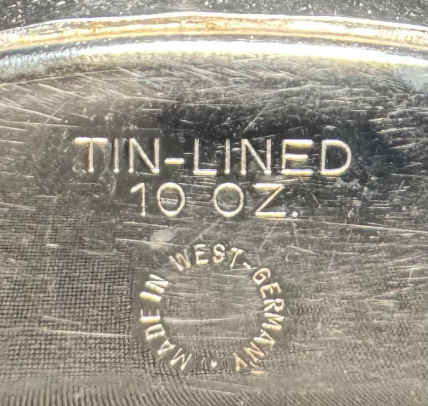 TIN-LINED
10 OZ.
MADE IN WEST-GERMANY